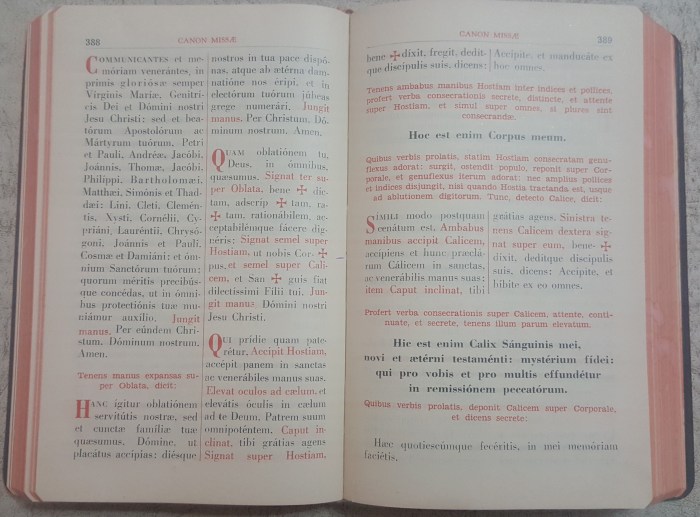 388
CANON MISSÆ
COMMUNICANTES et me-
móriam venerántes, in
primis gloriósæ semper
Virginis Mariæ, Genitrí-
cis Dei et Dómini nostri
Jesu Christi: sed et bea-
tórum Apostolórum ac
Mártyrum tuórum, Petri
et Pauli, Andréæ, Jacóbi,
Joánnis, Thomæ, Jacóbi,
Philíppi, Bartholomǽi,
Matthǽi, Simónis et Thad-
dǽi: Lini, Cleti, Clemén-
tis, Xysti, Cornélii, Cy-
priáni, Lauréntii, Chrysó-
goni, Joánnis et Pauli,
Cosmæ et Damiáni: et óm-
nium Sanctórum tuórum:
quorum méritis precibús-
que concédas, ut in ómni-
bus protectiónis tuæ mu-
niámur auxílio. Jungit
manus. Per eúmdem Chri-
stum, Dóminum nostrum.
Amen.
Tenens manus expansas su-
per Oblata, dicit:
HANC ígitur oblatiónem
servitútis nostræ, sed
et cunctæ famíliæ tuæ
quǽsumus, Dómine, ut
placátus accípias: diésque
nostros in tua pace dispó-
nas, atque ab ætérna dam-
natióne nos éripi, et in
electórum tuórum júbeas
grege numerári. Jungit
manus. Per Christum, Dó-
minum nostrum. Amen.
QUAM oblatiónem tu,
Deus, in ómnibus,
quǽsumus, Signat ter su-
per Oblata, bene ✠ dic-
tam, adscríp ✠ tam, ra-
✠ tam, rationábilem, ac-
ceptabilémque fácere dig-
néris: Signat semel super
Hostiam, ut nobis Cor-✠
pus, et semel super Cali-
cem, et San ✠ guis fiat
dilectíssimi Fílii tui, Jun-
git manus Dómini nostri
Jesu Christi.
QUI prídie quam pate-
rétur, Accipit Hostiam,
accépit panem in sanctas
ac venerábiles manus suas,
Elevat oculos ad cælum, et
elevátis óculis in cælum
ad te Deum, Patrem suum
omnipoténtem, Caput in-
clinat, tibi grátias agens
Signat super Hostiam,
CANON MISSÆ
389
bene ✠dixit, fregit, dedít-
que discípulis suis, dicens:
Accípite, et manducáte ex
hoc omnes.
Tenens ambabus manibus Hostiam inter indices et pollices,
profert verba consecrationis secrete, distincte, et attente
super Hostiam, et simul super omnes, si plures sint
consecrandæ.
Hoc est enim Corpus meum.
Quibus verbis prolatis, statim Hostiam consecratam genu-
flexus adorat: surgit, ostendit populo, reponit super Cor-
porale, et genuflexus iterum adorat: nec amplius pollices
et indices disjungit, nisi quando Hostia tractanda est, usque
ad ablutionem digitorum. Tunc, detecto Calice, dicit:
SÍMILI modo postquam
cenátum est, Ambabus
manibus accipit Calicem,
accípiens et hunc præclá-
rum Cálicem in sanctas,
ac venerábiles manus suas:
item Caput inclinat, tibi
grátias agens. Sinistra te-
nens Calicem dextera sig-
nat super eum, bene-✠
díxit, dedítque discípulis
suis, dicens: Accípite, et
bíbite ex eo omnes.
Profert verba consecrationis super Calicem, attente, conti-
nuate, et secrete, tenens illum parum elevatum.
Hic est enim Calix Sánguinis mei,
novi et ætérni testaménti: mystérium fidei:
qui pro vobis et pro multis effundétur
in remissiónem peccatórum.
Quibus verbis prolatis, deponit Calicem super Corporale,
et dicens secrete:
Hæc quotiescúmque fecéritis, in mei memóriam
faciétis.